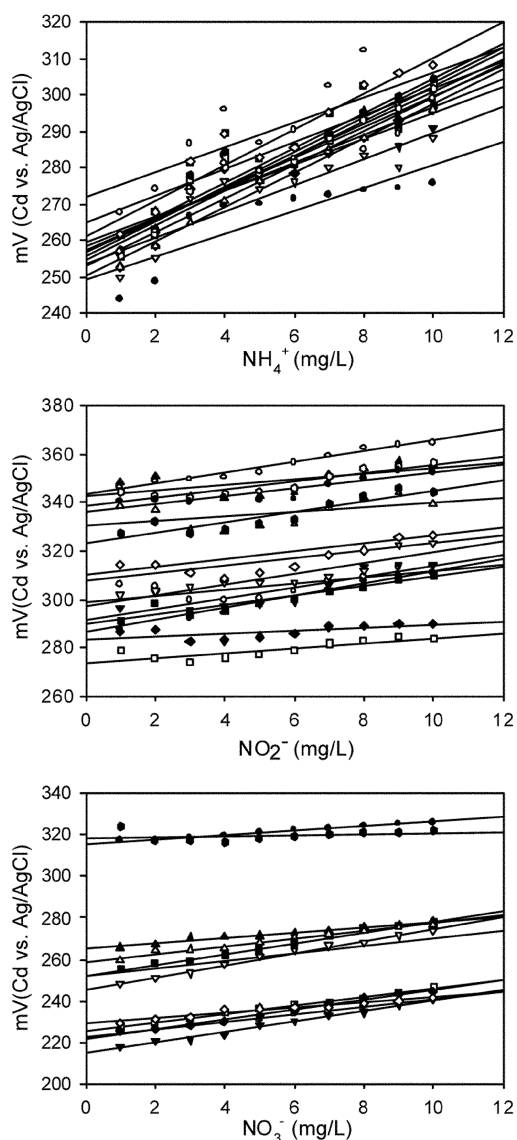 mV (Cd vs. Ag/AgCl)
320
310
300
290
280
270
260
250
240
0 2 4 6 8 10 12
NH₄⁺ (mg/L)
mV(Cd vs. Ag/AgCl)
380
360
340
320
300
280
260
0 2 4 6 8 10 12
NO2⁻ (mg/L)
mV(Cd vs. Ag/AgCl)
340
320
300
280
260
240
220
200
0 2 4 6 8 10 12
NO₃⁻ (mg/L)